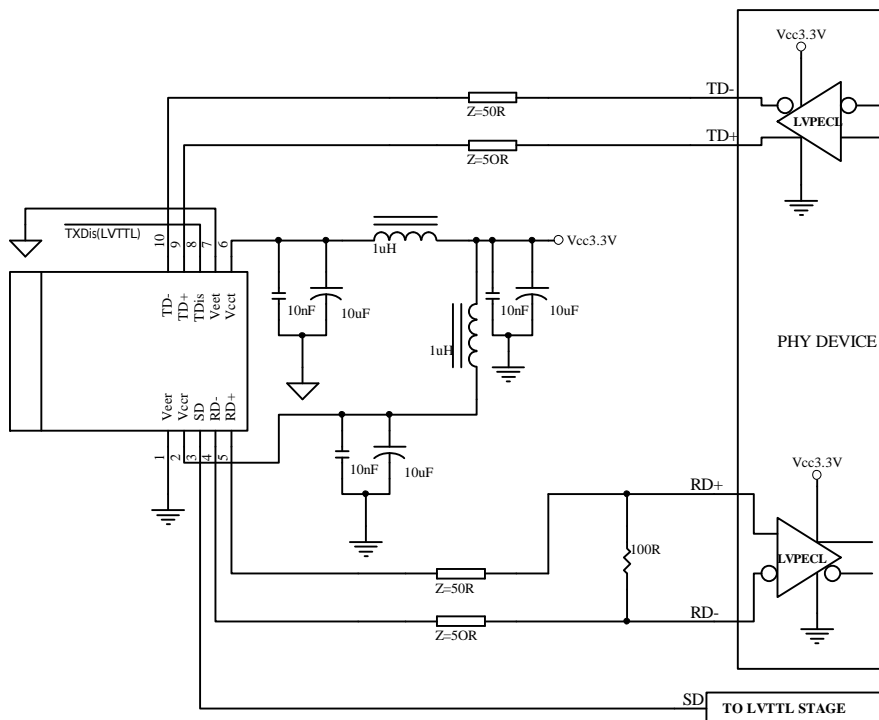 Vcc3.3V
TD-
LVPECL
Z=50R
TD+
Z=5OR
TXDis(LVTTL)
10
9
8
7
6
Vcc3.3V
1uH
TD-
TD+
TDis
Veet
Vcct
10nF
10uF
10nF
10uF
1uH
PHY DEVICE
Veer
Vccr
SD
RD-
RD+
1
2
3
4
5
10nF
10uF
Vcc3.3V
RD+
100R
LVPECL
Z=50R
RD-
Z=5OR
SD
TO LVTTL STAGE